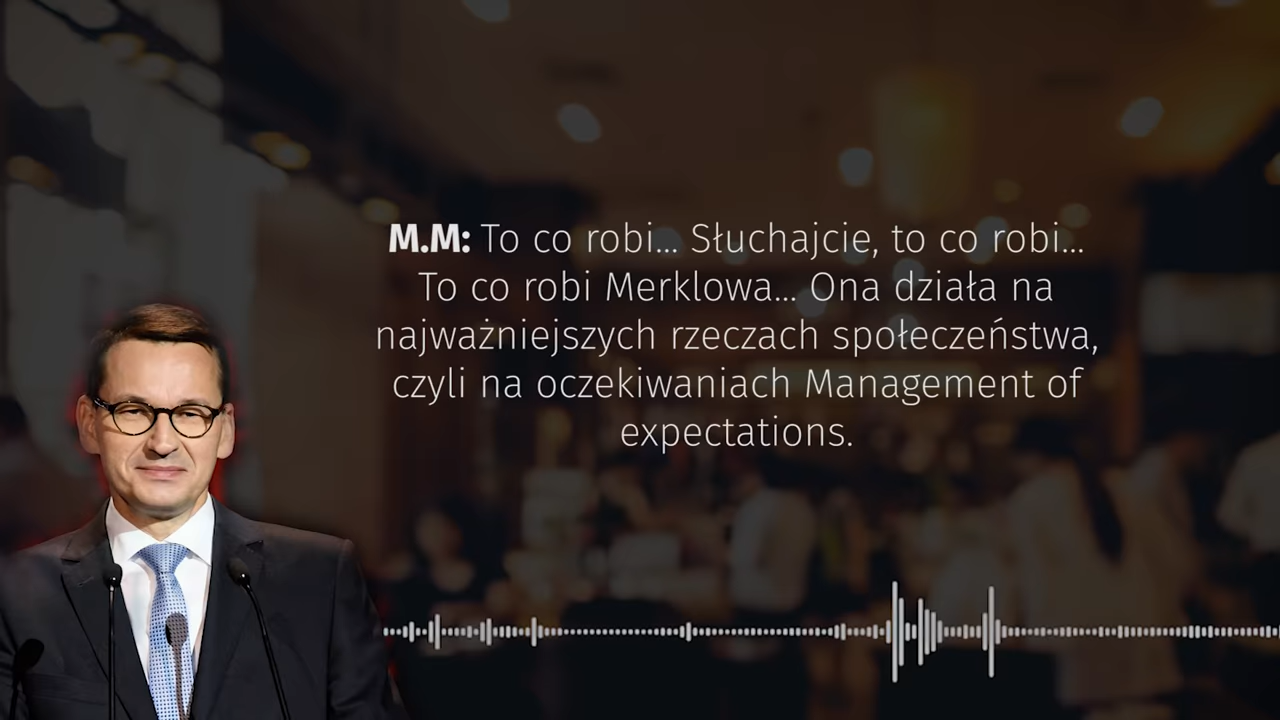 M.M: To co robi... Słuchajcie, to co robi...
To co robi Merklowa... Ona działa na
najważniejszych rzeczach społeczeństwa,
czyli na oczekiwaniach Management of
expectations.